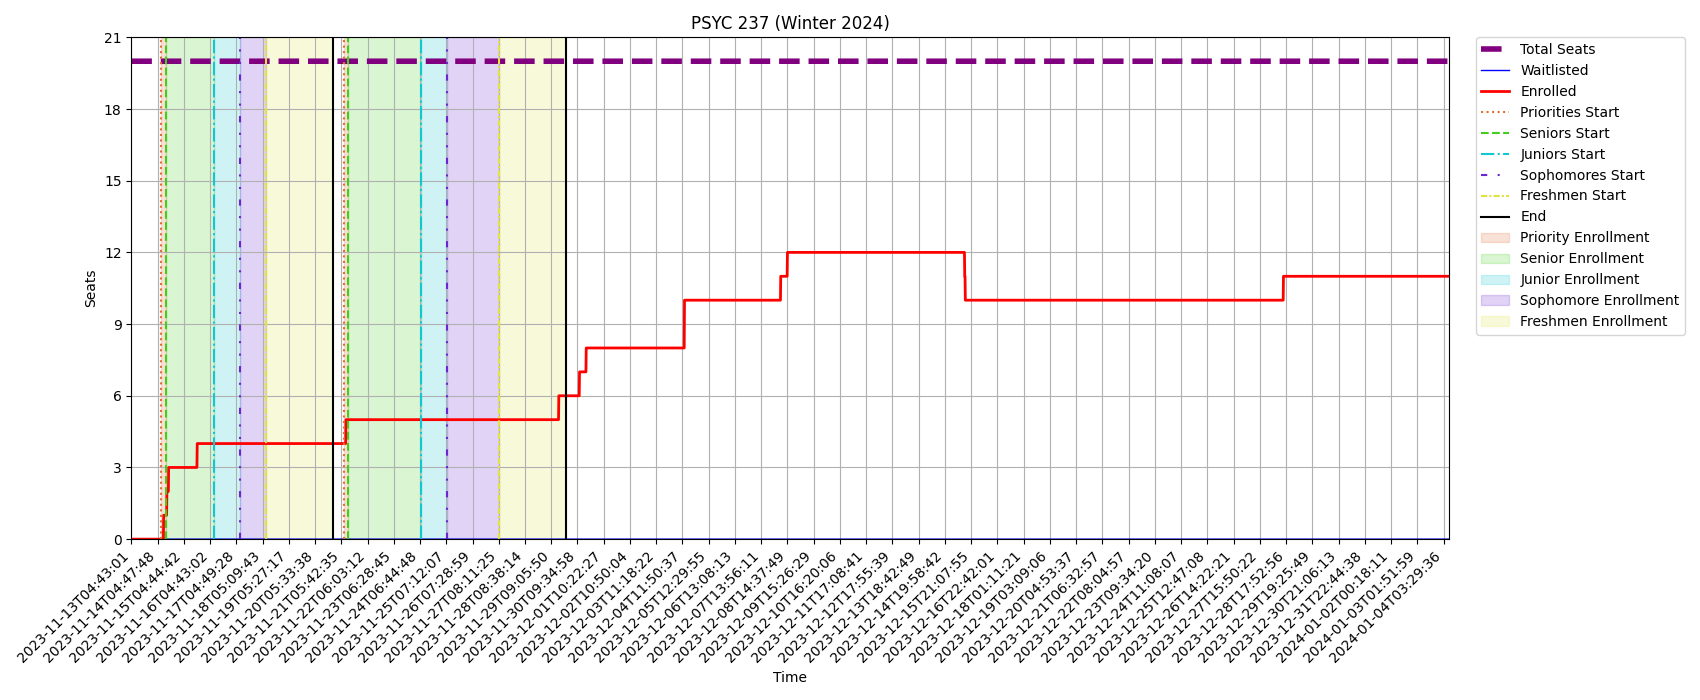 PSYC 237 (Winter 2024)
Seats
21
18
15
12
9
6
3
0
2023-11-13T04:43:01
2023-11-14T04:47:48
2023-11-15T04:44:42
2023-11-16T04:43:02
2023-11-17T04:49:28
2023-11-18T05:09:43
2023-11-19T05:27:17
2023-11-20T05:33:38
2023-11-21T05:42:35
2023-11-22T06:03:12
2023-11-23T06:28:45
2023-11-24T06:44:48
2023-11-25T07:12:07
2023-11-26T07:28:59
2023-11-27T08:11:25
2023-11-28T08:38:14
2023-11-29T09:05:50
2023-11-30T09:34:58
2023-12-01T10:22:27
2023-12-02T10:50:04
2023-12-03T11:18:22
2023-12-04T11:50:37
2023-12-05T12:29:55
2023-12-06T13:08:13
2023-12-07T13:56:11
2023-12-08T14:37:49
2023-12-09T15:26:29
2023-12-10T16:20:06
2023-12-11T17:08:41
2023-12-12T17:55:39
2023-12-13T18:42:49
2023-12-14T19:58:42
2023-12-15T21:07:55
2023-12-16T22:42:01
2023-12-18T01:11:21
2023-12-19T03:09:06
2023-12-20T04:53:37
2023-12-21T06:32:57
2023-12-22T08:04:57
2023-12-23T09:34:20
2023-12-24T11:08:07
2023-12-25T12:47:08
2023-12-26T14:22:21
2023-12-27T15:50:22
2023-12-28T17:52:56
2023-12-29T19:25:49
2023-12-30T21:06:13
2023-12-31T22:44:38
2024-01-02T00:18:11
2024-01-03T01:51:59
2024-01-04T03:29:36
Time
Total Seats
Waitlisted
Enrolled
Priorities Start
Seniors Start
Juniors Start
Sophomores Start
Freshmen Start
End
Priority Enrollment
Senior Enrollment
Junior Enrollment
Sophomore Enrollment
Freshmen Enrollment